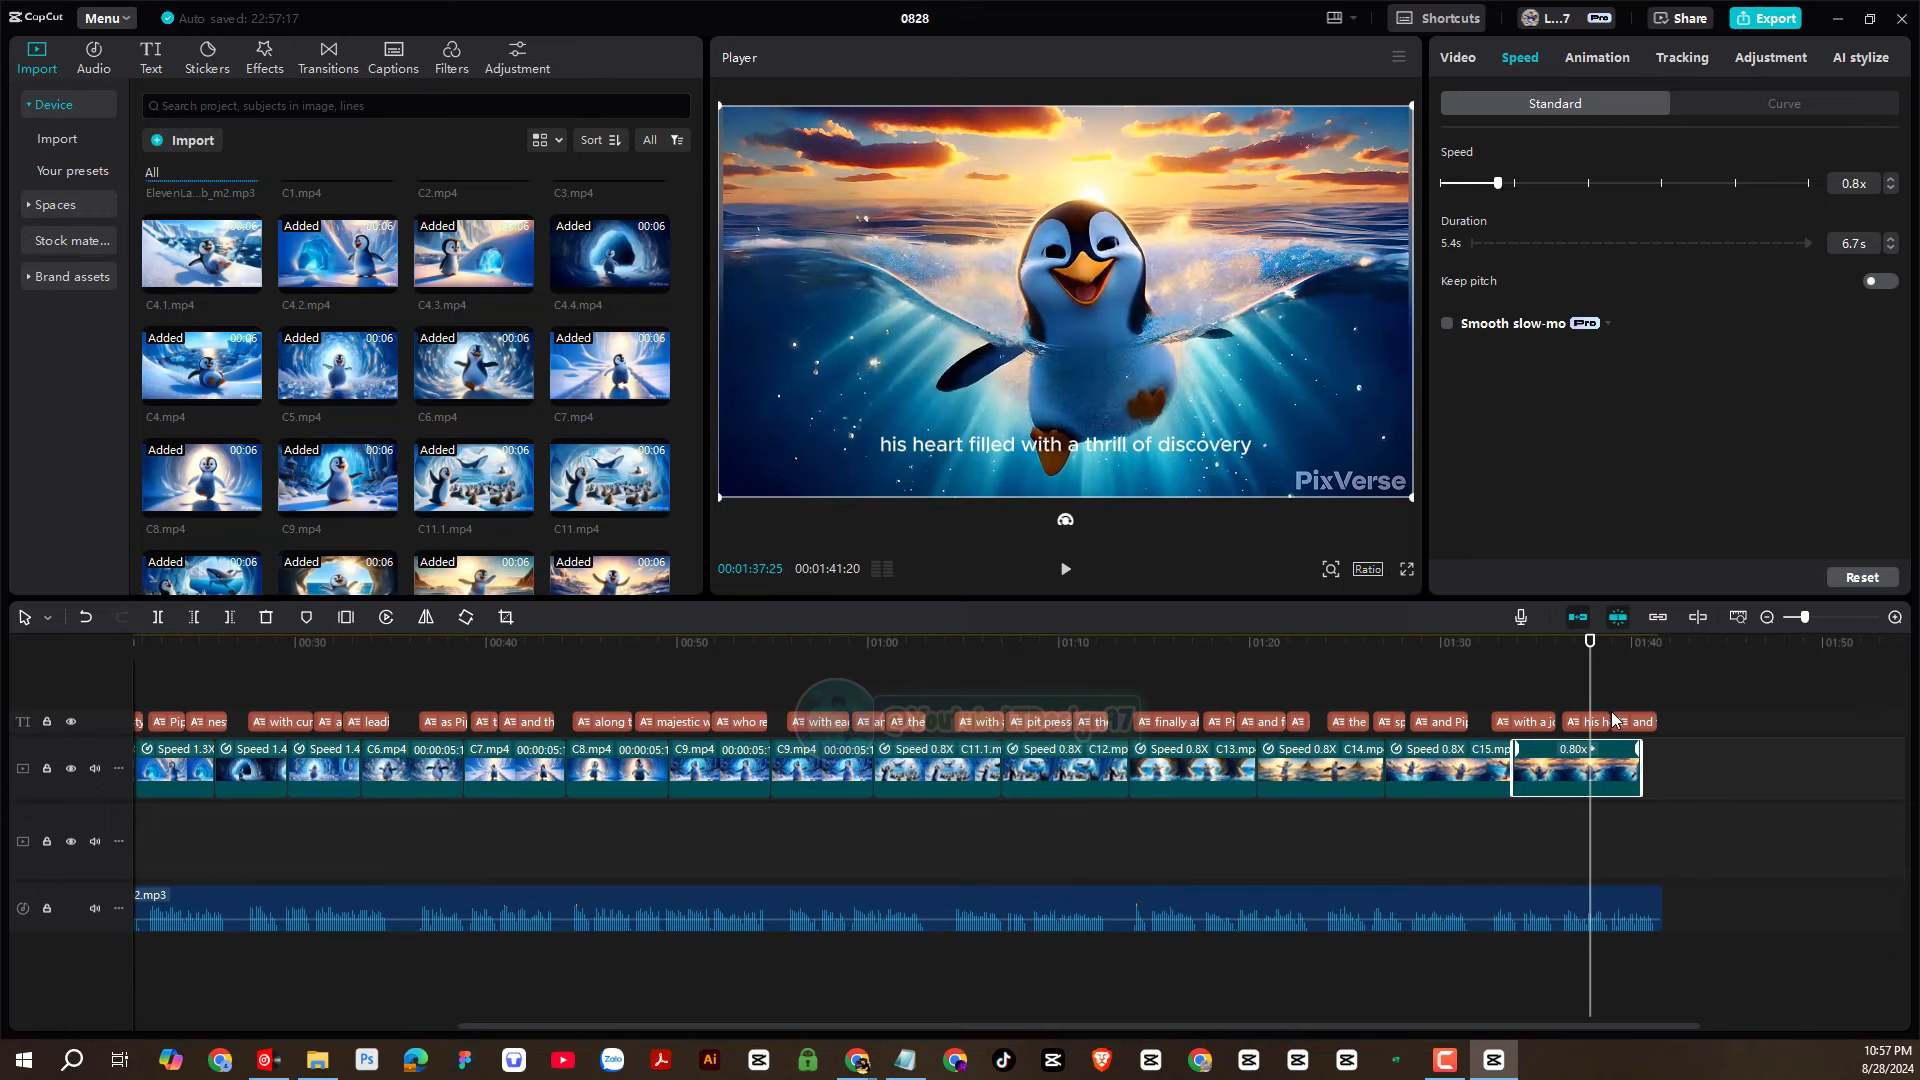 CapCut
Menu
Auto saved: 22:57:17
0828
Shortcuts
L...7
Pro
Share
Export
Import
Audio
TI
Text
Stickers
Effects
Transitions
Captions
Filters
Adjustment
Device
Import
Your presets
Spaces
Stock mate...
Brand assets
Search project, subjects in image, lines
Import
Sort
All
All
ElevenLa...b_m2.mp3
C1.mp4
C2.mp4
C3.mp4
00:06
Added 00:06
Added 00:06
Added 00:06
C4.1.mp4
C4.2.mp4
C4.3.mp4
C4.4.mp4
Added 00:06
Added 00:06
Added 00:06
Added 00:06
C4.mp4
C5.mp4
C6.mp4
C7.mp4
Added 00:06
Added 00:06
Added 00:06
Added 00:06
C8.mp4
C9.mp4
C11.1.mp4
C11.mp4
Added 00:06
Added 00:06
Added 00:06
Added 00:06
Player
his heart filled with a thrill of discovery
PixVerse
00:01:37:25
00:01:41:20
Ratio
Video
Speed
Animation
Tracking
Adjustment
AI stylize
Standard
Curve
Speed
0.8x
Duration
5.4s
6.7s
Keep pitch
Smooth slow-mo
Pro
Reset
00:30
00:40
00:50
01:00
01:10
01:20
01:30
01:40
01:50
TI
Pip
nes
with cur
a
leadi
as Pi
t
and th
along t
majestic w
who re
with eac
an
the
with
pit press
the
finally af
Pi
and f
the
sp
and Pip
with a jo
his h
and
Speed 1.3X
Speed 1.4
Speed 1.4
C6.mp4 00:00:05:1
C7.mp4 00:00:05:1
C8.mp4 00:00:05:1
C9.mp4 00:00:05:1
C9.mp4 00:00:05:1
Speed 0.8X C11.1.m
Speed 0.8X C12.mp
Speed 0.8X C13.mp
Speed 0.8X C14.mp
Speed 0.8X C15.mp
0.80x
2.mp3
Ps
Zalo
Ai
10:57 PM
8/28/2024